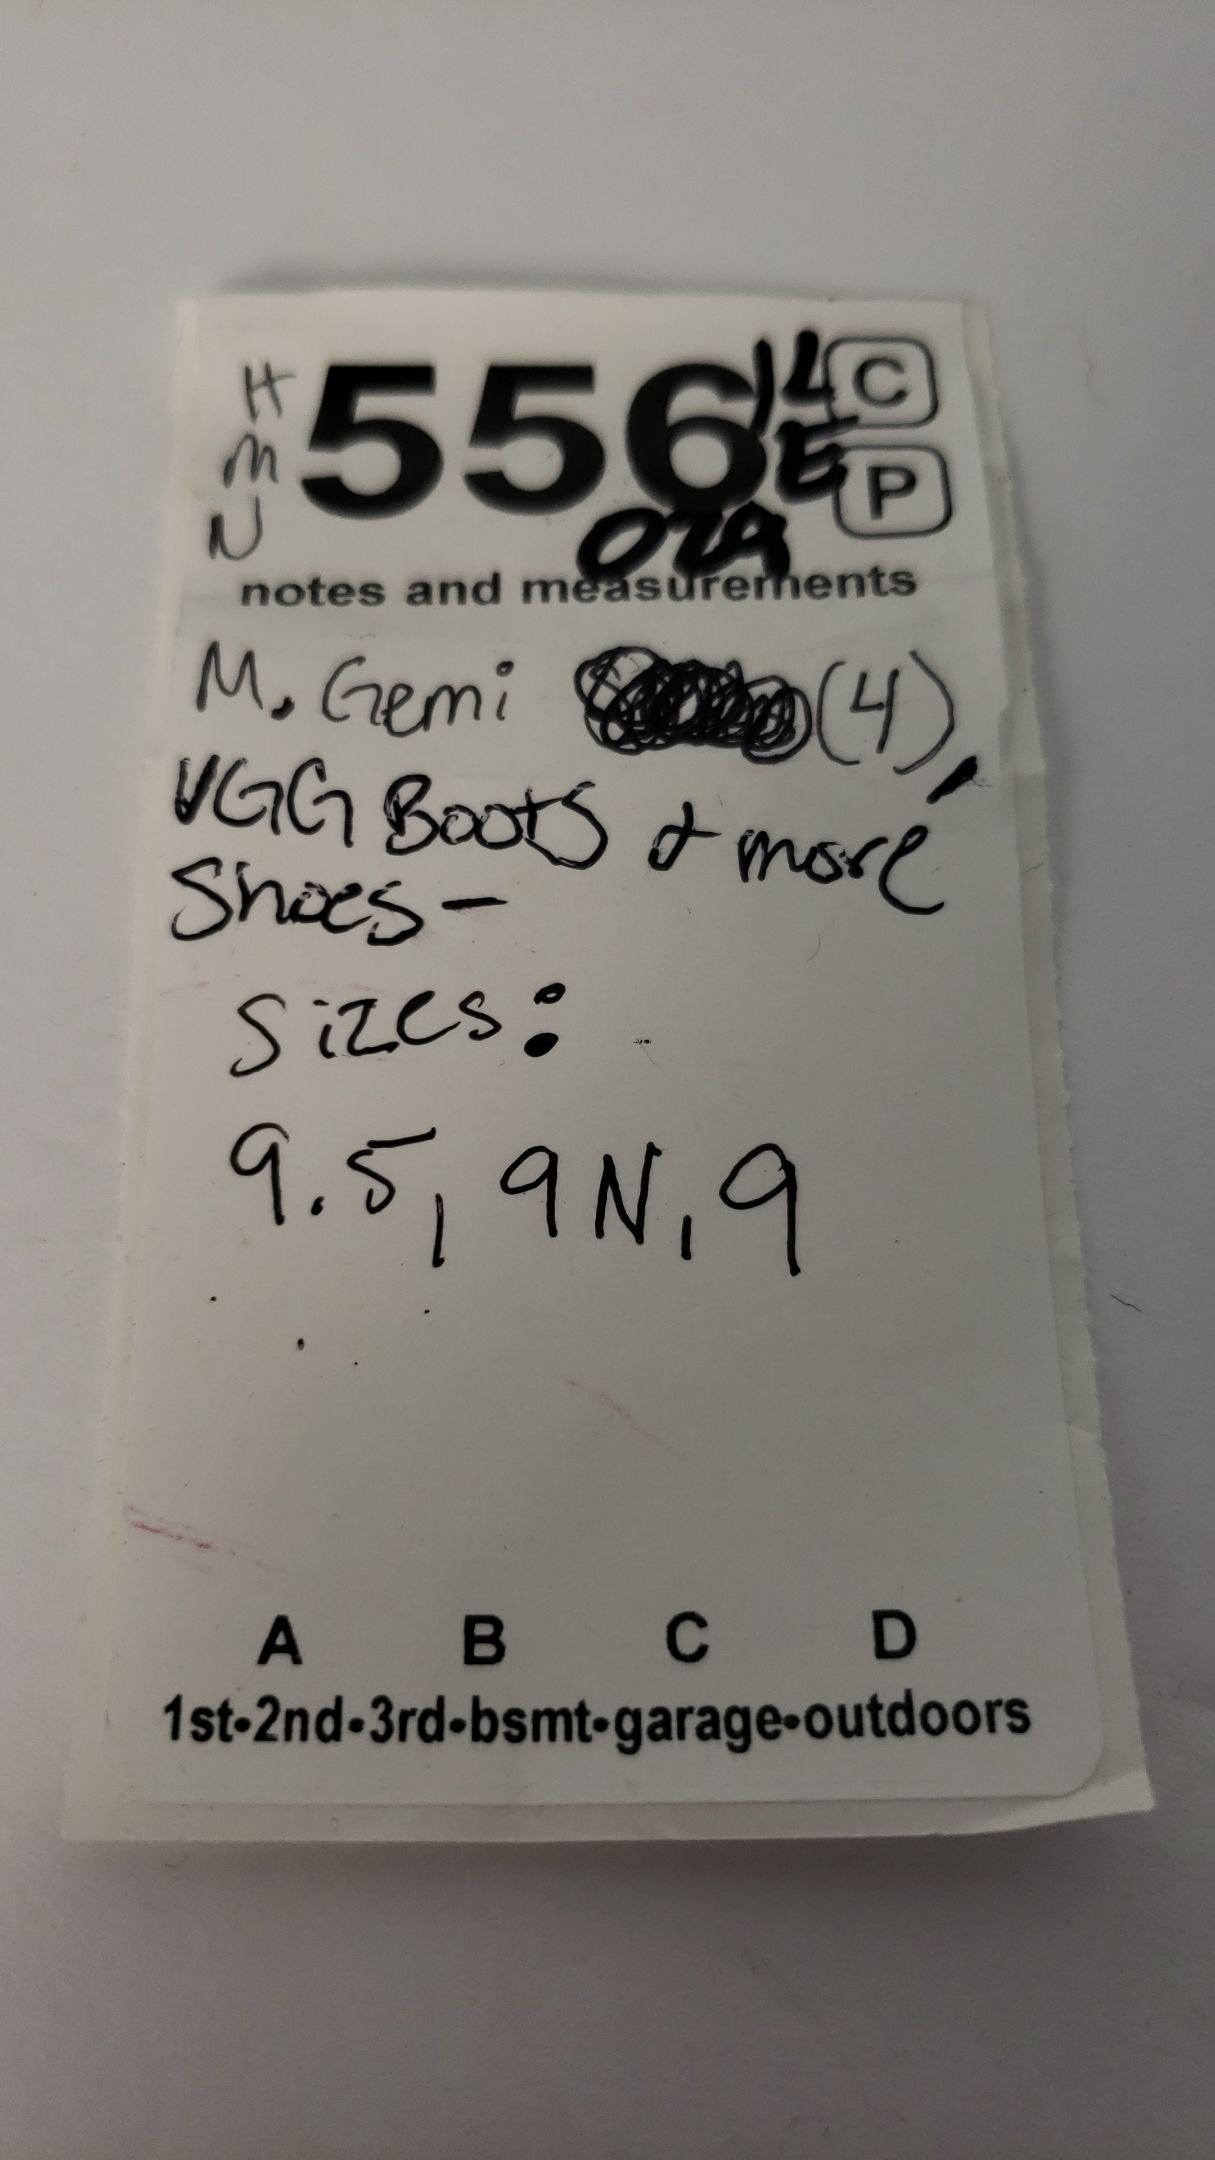 H 556 14 C
M E P
N 029
notes and measurements
M. Gemi (4),
UGG Boots & more
Shoes-
Sizes:
9.5, 9N, 9
A B C D
1st•2nd•3rd•bsmt•garage•outdoors